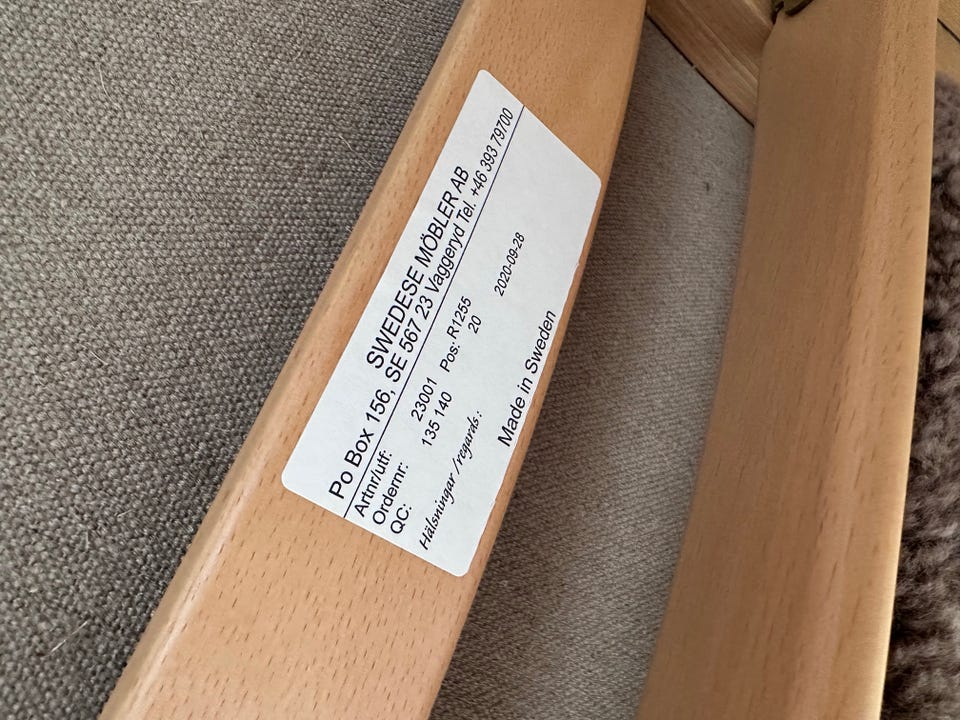 SWEDESE MÖBLER AB
Po Box 156, SE 567 23 Vaggeryd Tel. +46 393 79700
Artnr/utf: 23001 R1255
Ordernr: 135 140 Pos: 20
QC: 2020-09-28
Hälsningar /regards:
Made in Sweden